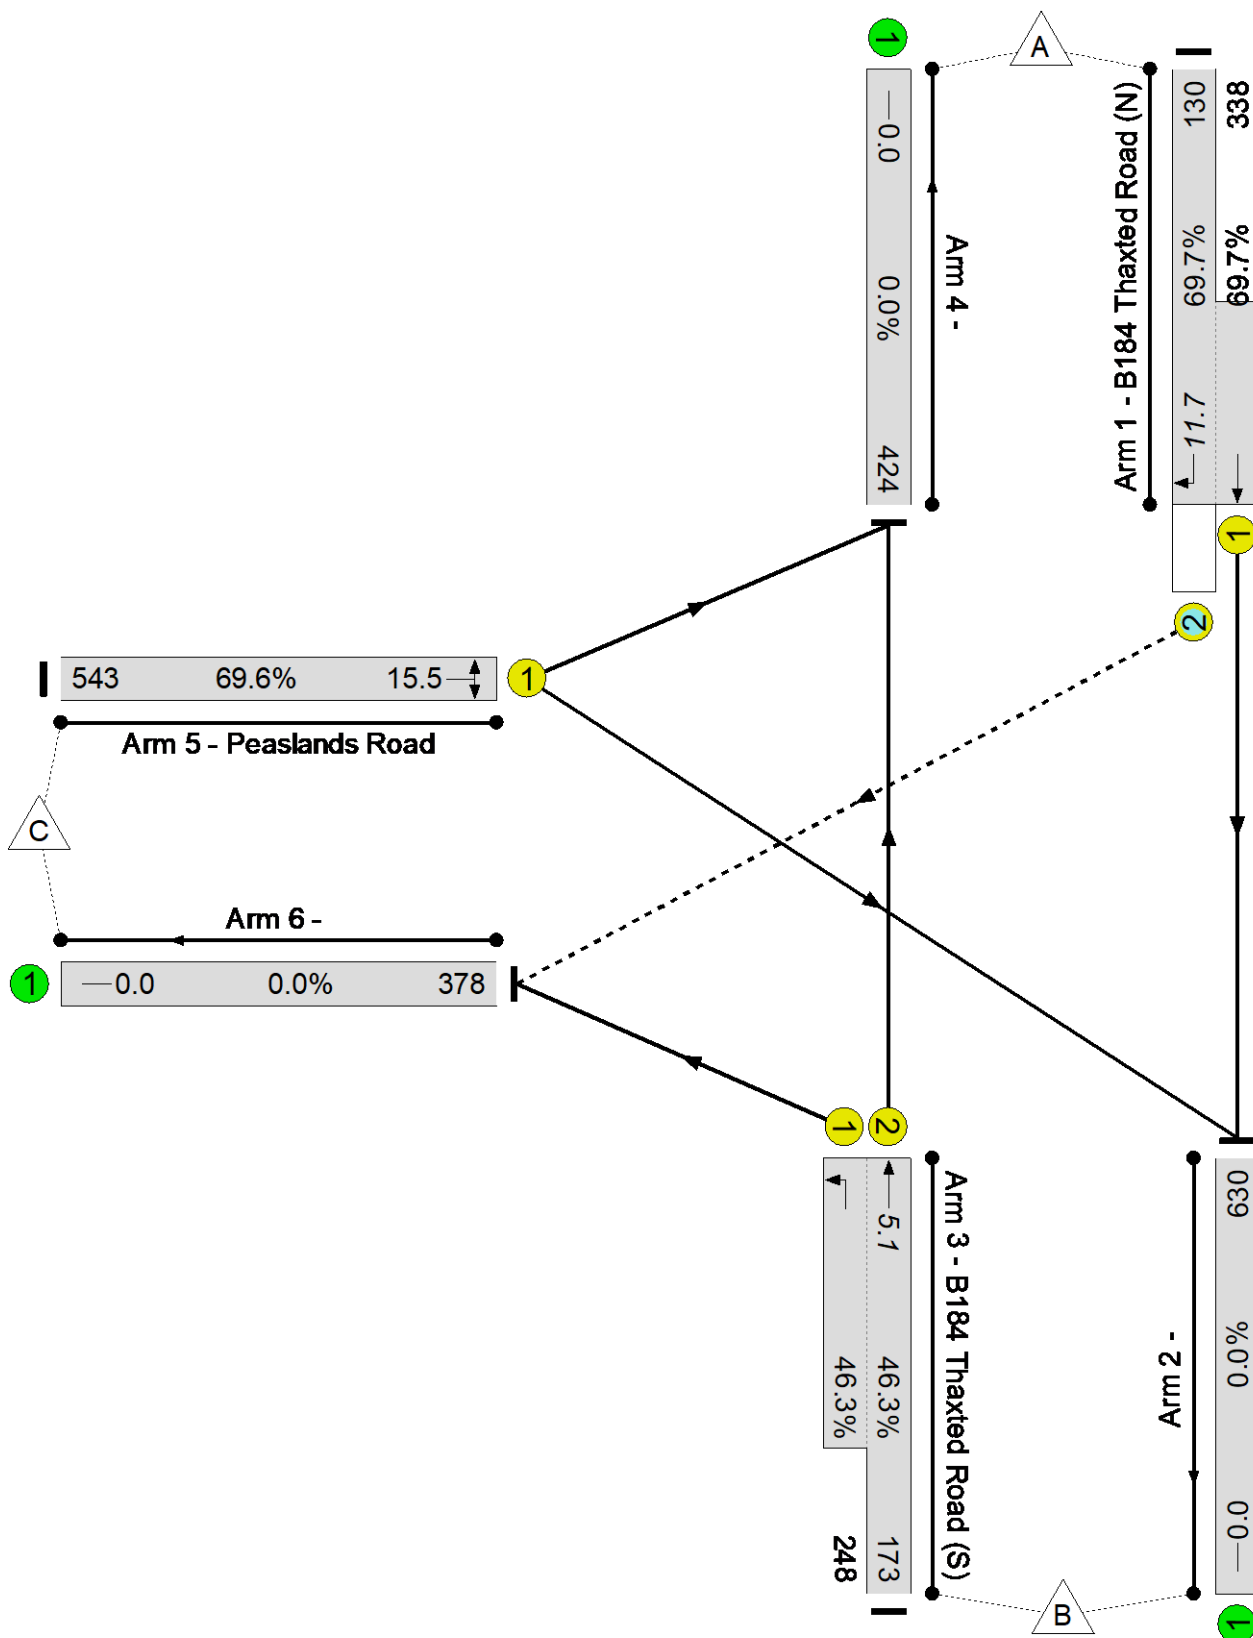 1
A
338
130
Arm 1 - B184 Thaxted Road (N)
0.0
Arm 4 -
69.7%
69.7%
0.0%
11.7
424
1
2
543 69.6% 15.5
1
Arm 5 - Peaslands Road
C
Arm 6 -
1
0.0 0.0% 378
1
2
5.1
Arm 3 - B184 Thaxted Road (S)
630
46.3%
46.3%
Arm 2 -
0.0%
248
173
0.0
B
1